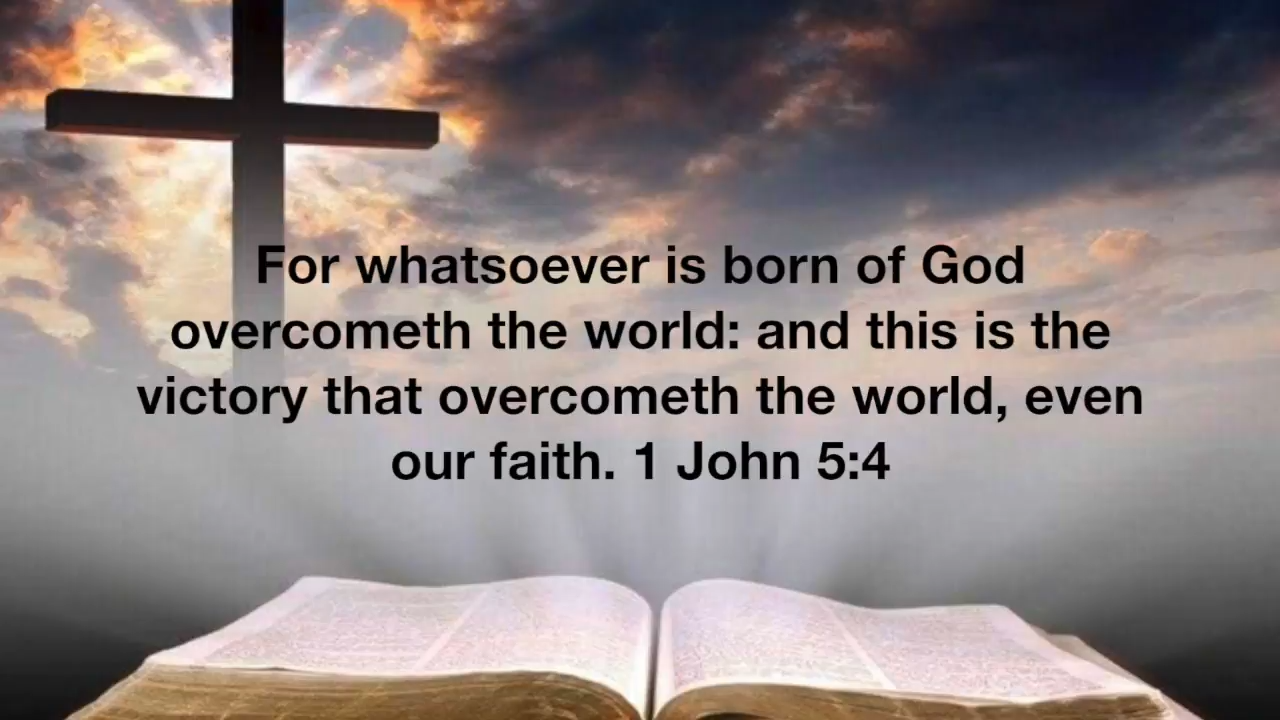 For whatsoever is born of God
overcometh the world: and this is the
victory that overcometh the world, even
our faith. 1 John 5:4